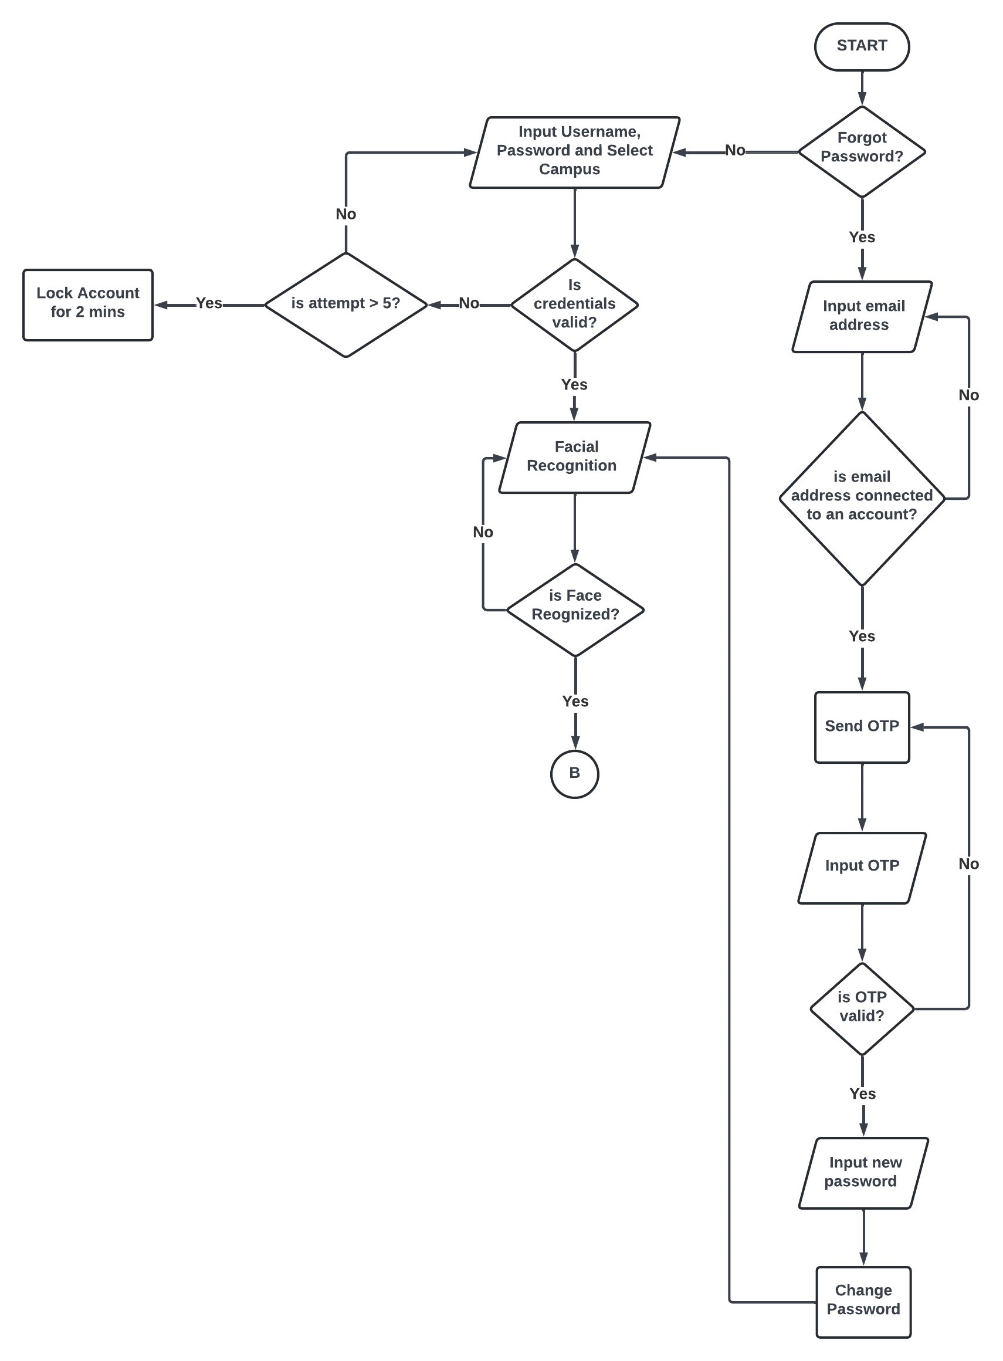 START
Forgot
Password?
No
Input Username,
Password and Select
Campus
No
Yes
Lock Account
for 2 mins
Yes
is attempt > 5?
No
Is
credentials
valid?
Input email
address
Yes
No
Facial
Recognition
is email
address connected
to an account?
No
is Face
Reognized?
Yes
Yes
Send OTP
B
Input OTP
No
is OTP
valid?
Yes
Input new
password
Change
Password